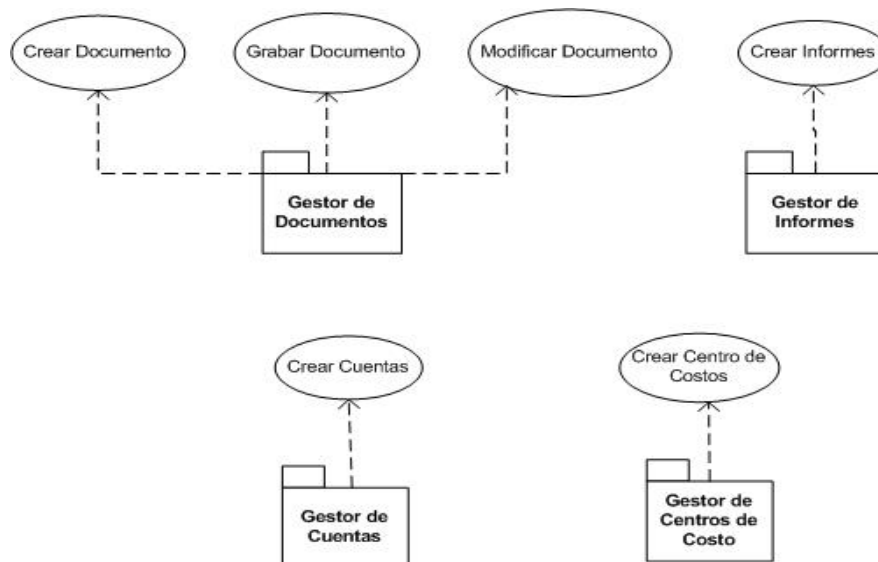 Crear Documento
Grabar Documento
Modificar Documento
Crear Informes
Gestor de
Documentos
Gestor de
Informes
Crear Cuentas
Crear Centro de
Costos
Gestor de
Cuentas
Gestor de
Centros de
Costo